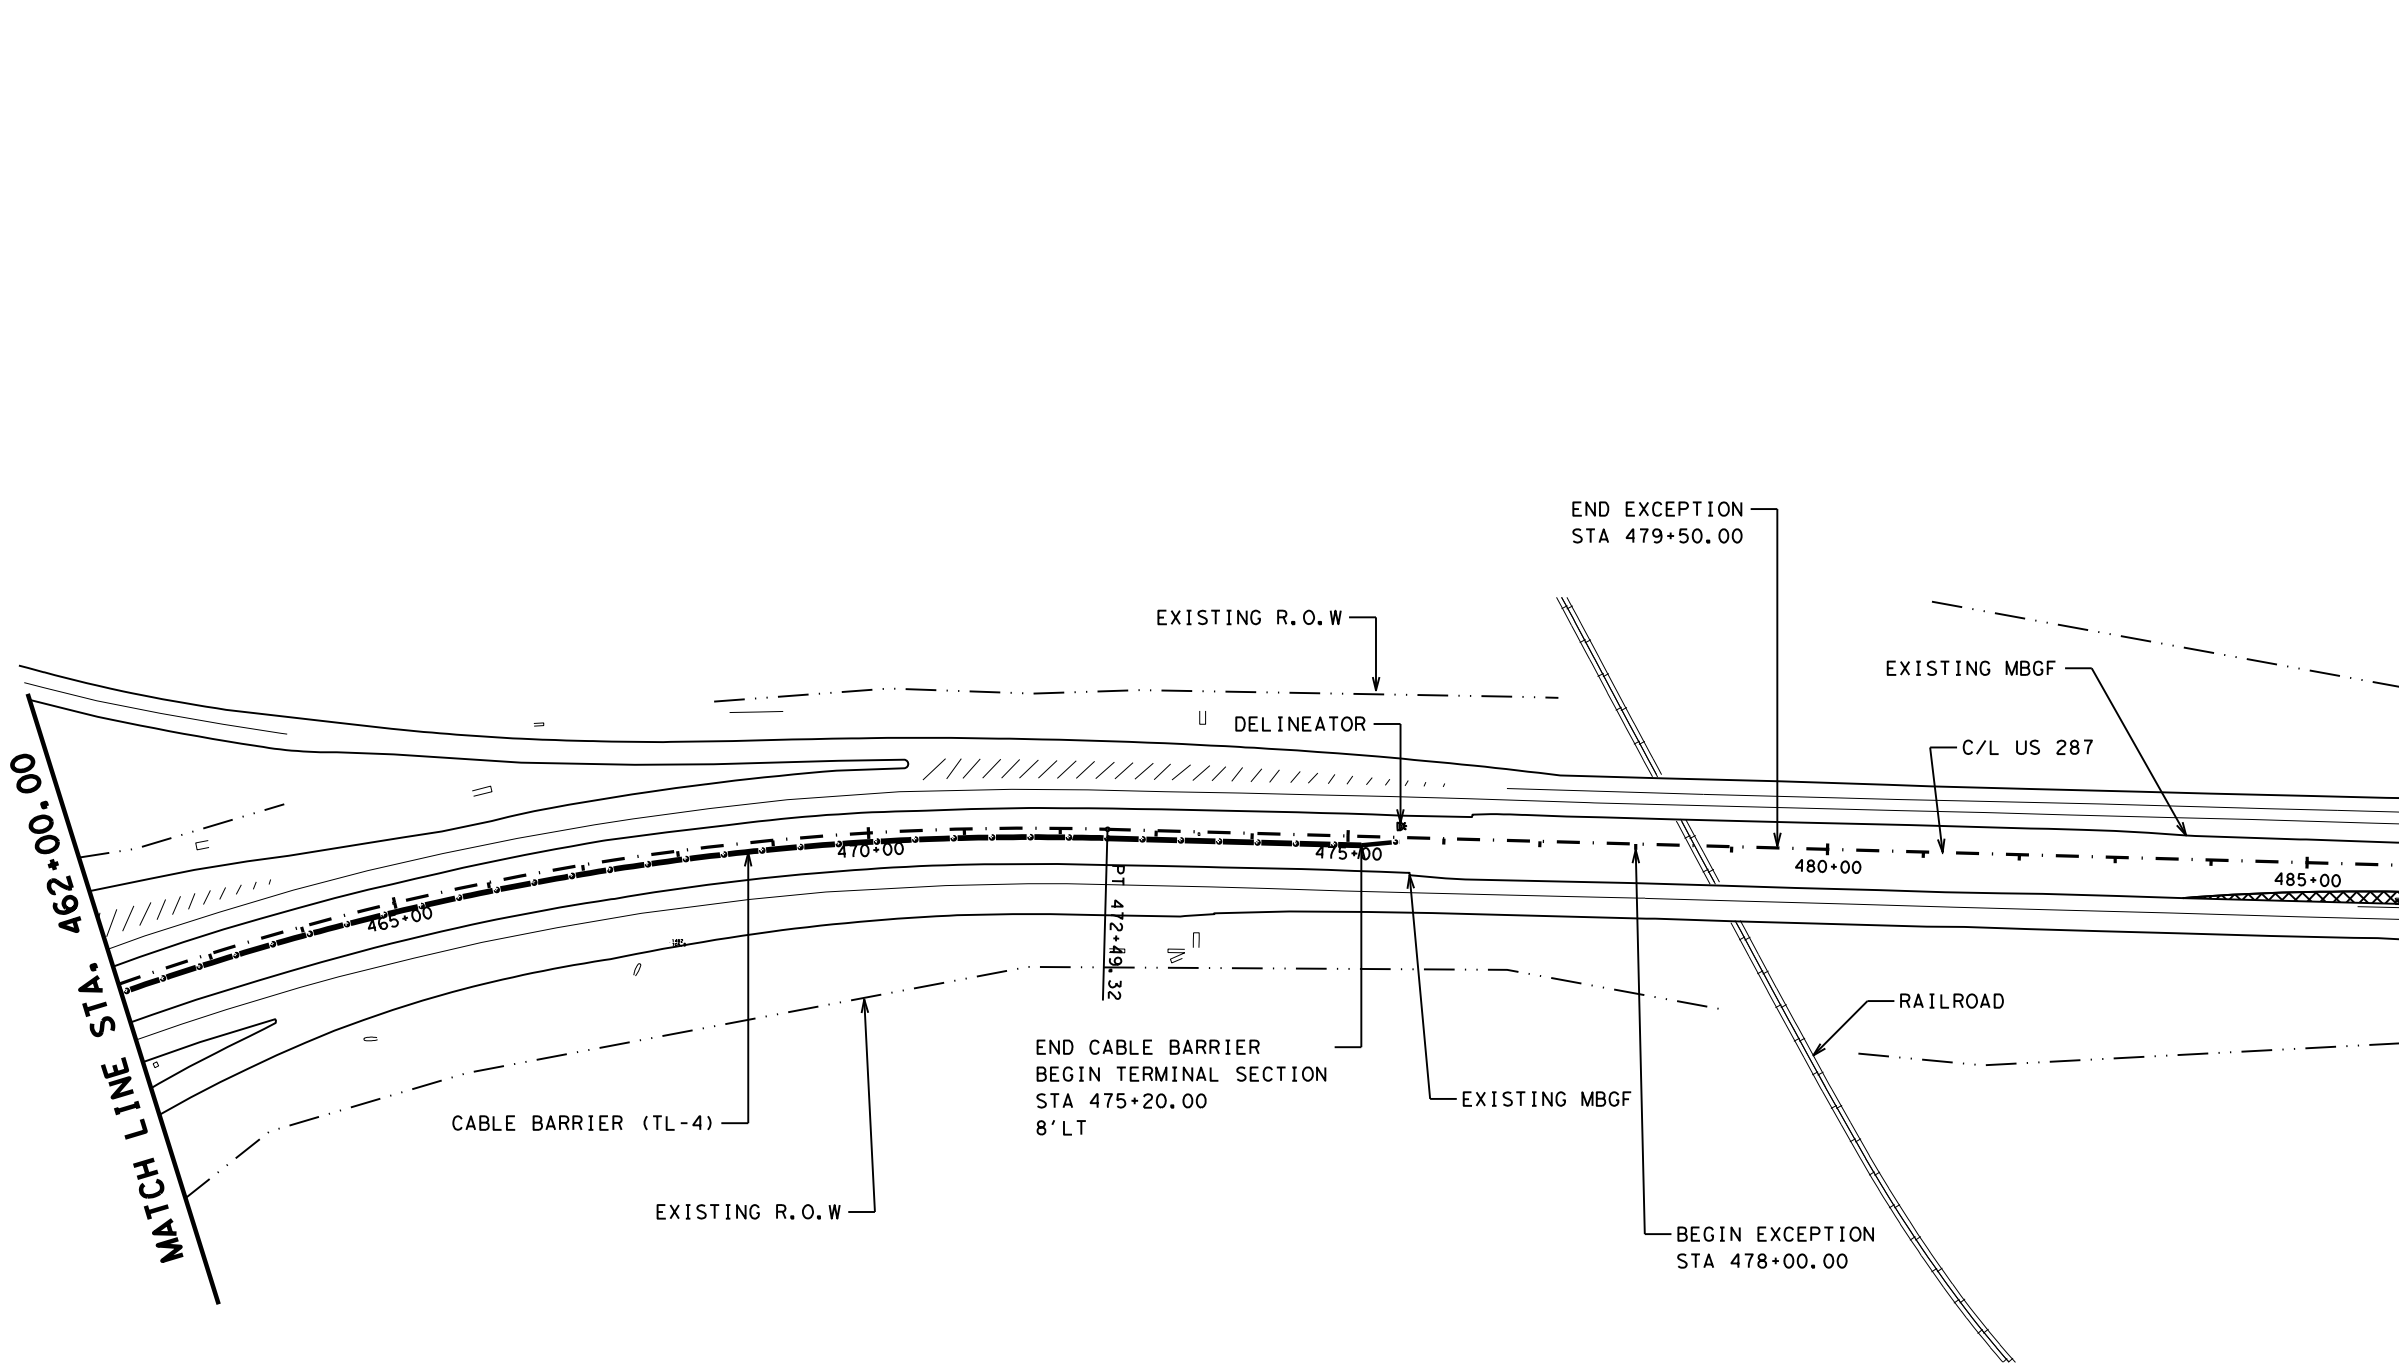 END EXCEPTION
STA 479+50.00
EXISTING R.O.W
EXISTING MBGF
DELINEATOR
C/L US 287
MATCH LINE STA. 462+00.00
465+00
470+00
475+00
480+00
485+00
PT 472+49.32
RAILROAD
END CABLE BARRIER
BEGIN TERMINAL SECTION
STA 475+20.00
8'LT
EXISTING MBGF
CABLE BARRIER (TL-4)
EXISTING R.O.W
BEGIN EXCEPTION
STA 478+00.00